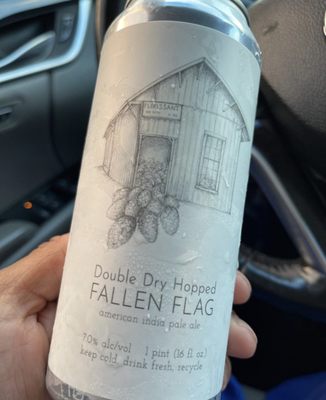 FLORISSANT
Double Dry Hopped
FALLEN FLAG
american india pale ale
7.0% alc/vol 1 pint (16 fl. oz.)
keep cold, drink fresh, recycle